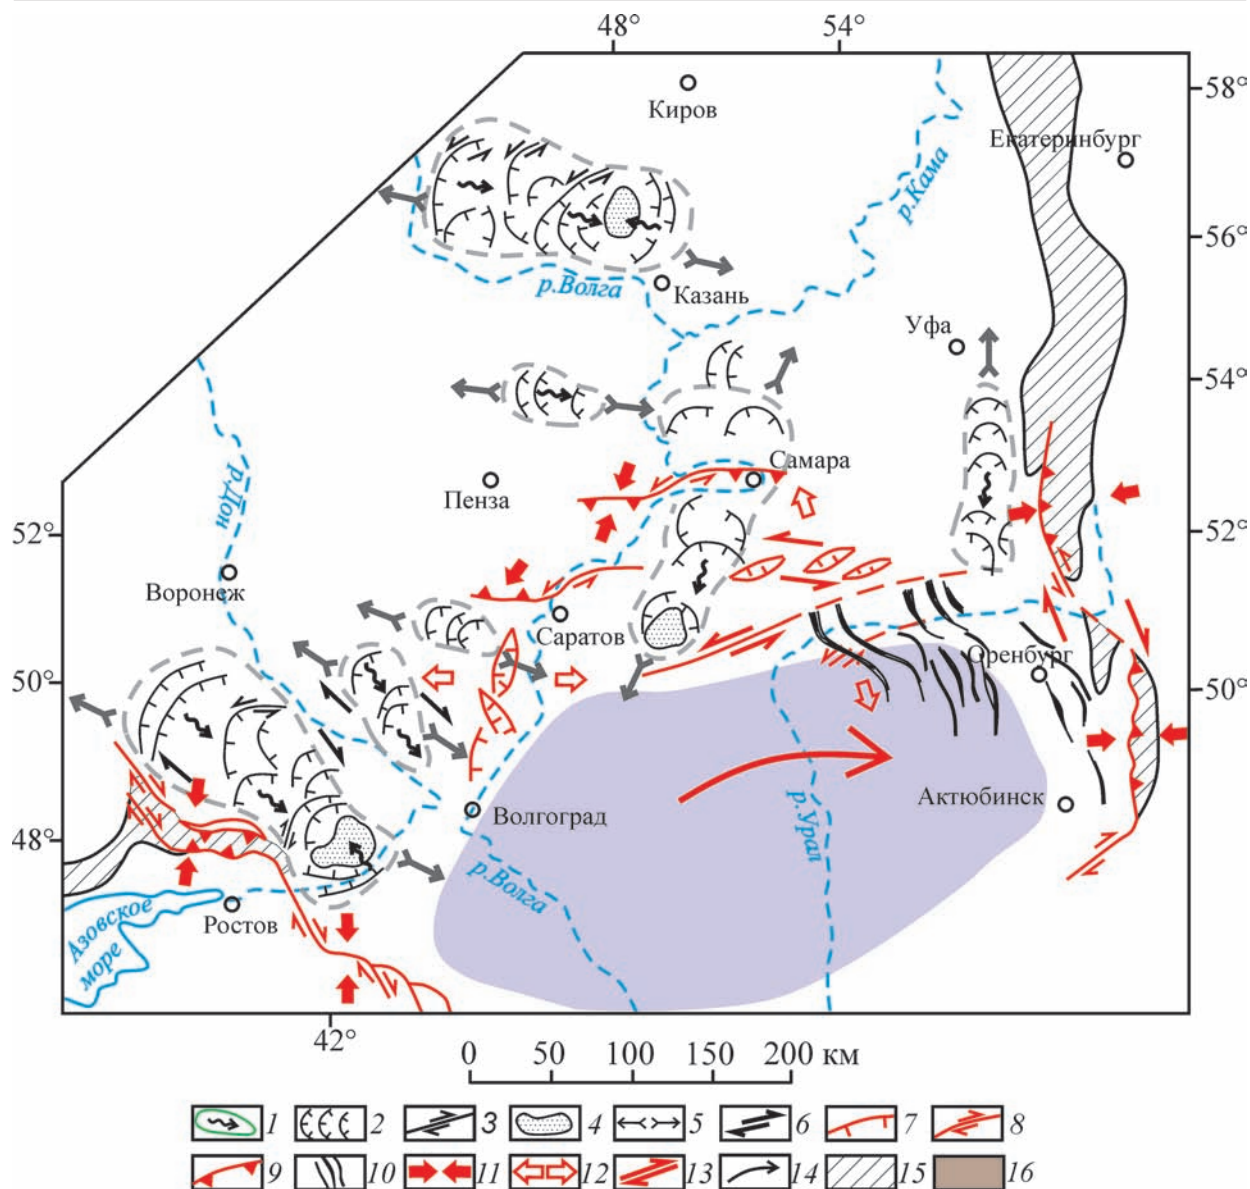 48° 54°
Киров
58°
Екатеринбург
р.Кама
56°
р.Волга
Казань
Уфа
54°
р.Дон
Пенза
Самара
52°
52°
Воронеж
Саратов
Оренбург
50°
50°
р.Урал
Актюбинск
Волгоград
48°
р.Волга
Азовское
море
Ростов
42°
0 50 100 150 200 км
1 2 3 4 5 6 7 8
9 10 11 12 13 14 15 16